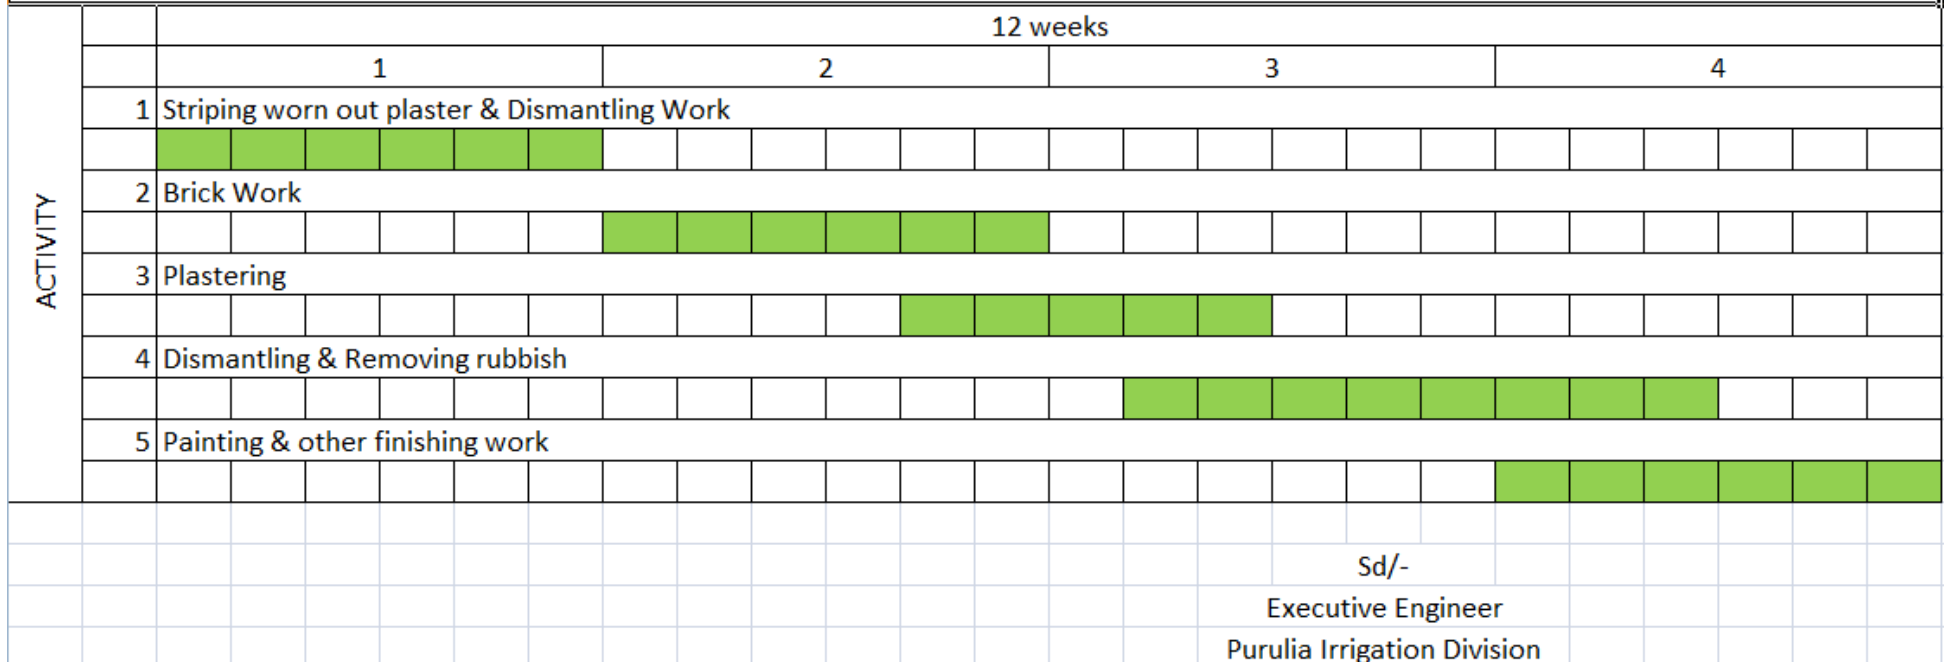 12 weeks
1 2 3 4
1 Striping worn out plaster & Dismantling Work
2 Brick Work
ACTIVITY
3 Plastering
4 Dismantling & Removing rubbish
5 Painting & other finishing work
Sd/-
Executive Engineer
Purulia Irrigation Division